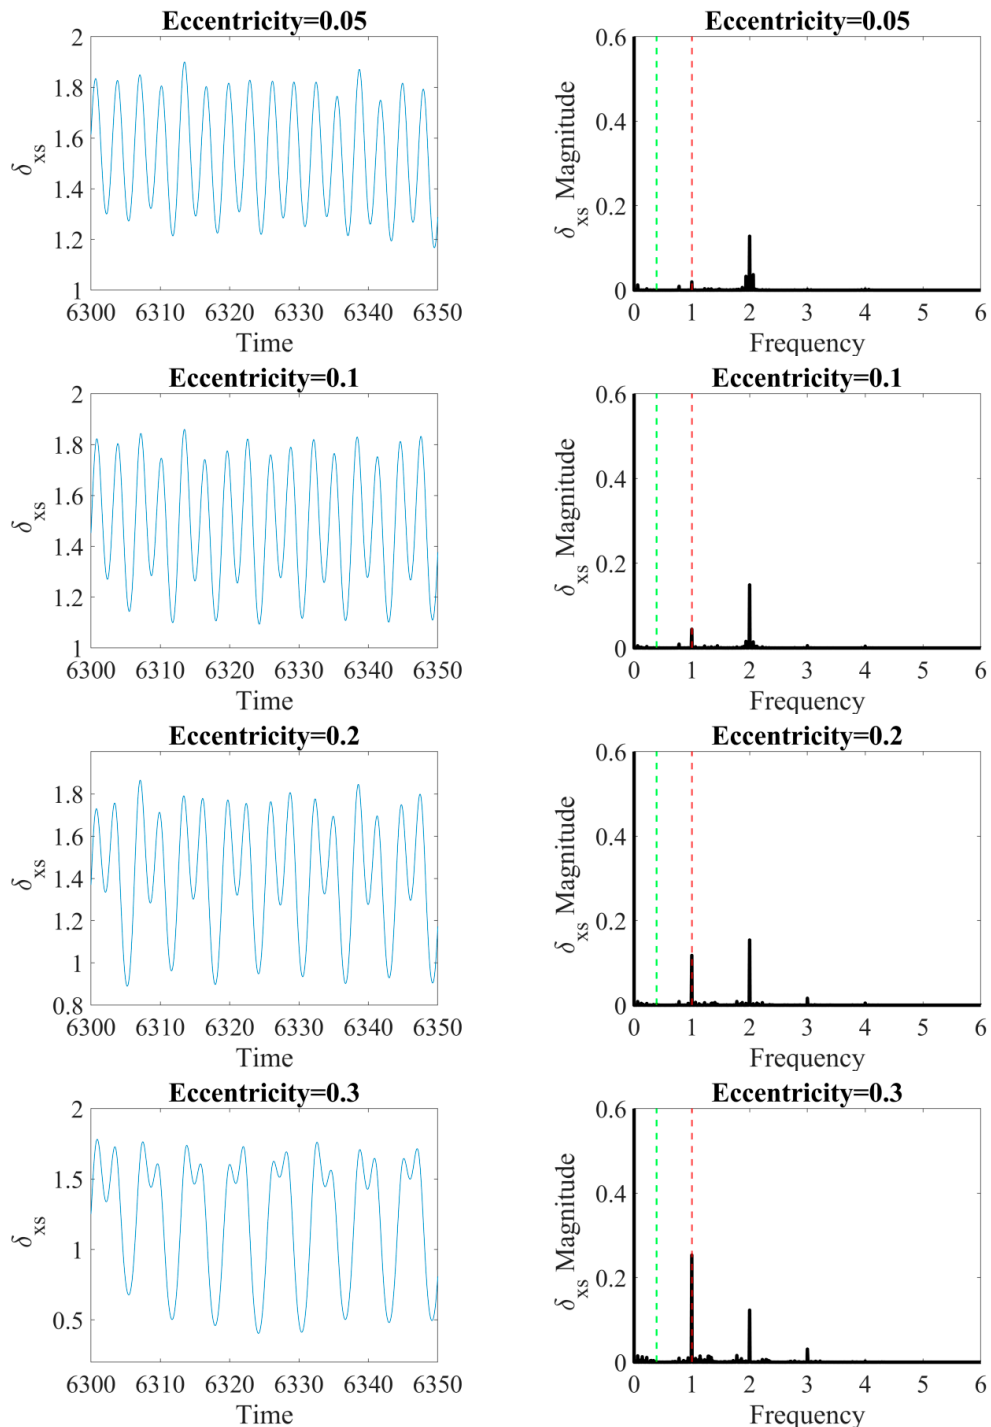 Eccentricity=0.05
Eccentricity=0.05
2
1.8
1.6
1.4
1.2
1
δxs
6300 6310 6320 6330 6340 6350
Time
0.6
0.4
0.2
0
δxs Magnitude
0 1 2 3 4 5 6
Frequency
Eccentricity=0.1
Eccentricity=0.1
2
1.8
1.6
1.4
1.2
1
δxs
6300 6310 6320 6330 6340 6350
Time
0.6
0.4
0.2
0
δxs Magnitude
0 1 2 3 4 5 6
Frequency
Eccentricity=0.2
Eccentricity=0.2
1.8
1.6
1.4
1.2
1
0.8
δxs
6300 6310 6320 6330 6340 6350
Time
0.6
0.4
0.2
0
δxs Magnitude
0 1 2 3 4 5 6
Frequency
Eccentricity=0.3
Eccentricity=0.3
2
1.5
1
0.5
δxs
6300 6310 6320 6330 6340 6350
Time
0.6
0.4
0.2
0
δxs Magnitude
0 1 2 3 4 5 6
Frequency